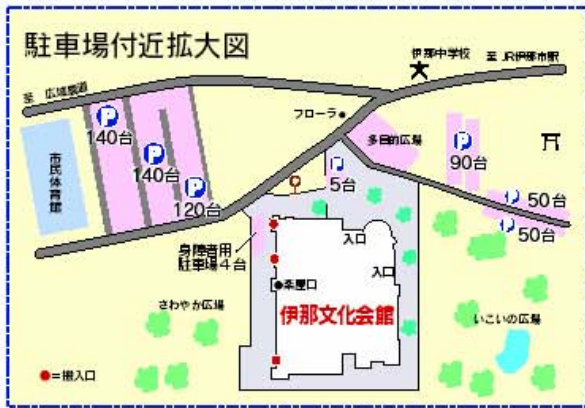 駐車場付近拡大図
伊那中学校
至 JR伊那市駅
至 広域農道
フローラ
多目的広場
市民体育館
P
140台
P
140台
P
120台
P
5台
P
90台
P
50台
P
50台
身障者用
駐車場4台
入口
入口
楽屋口
伊那文化会館
さわやか広場
いこいの広場
●=搬入口